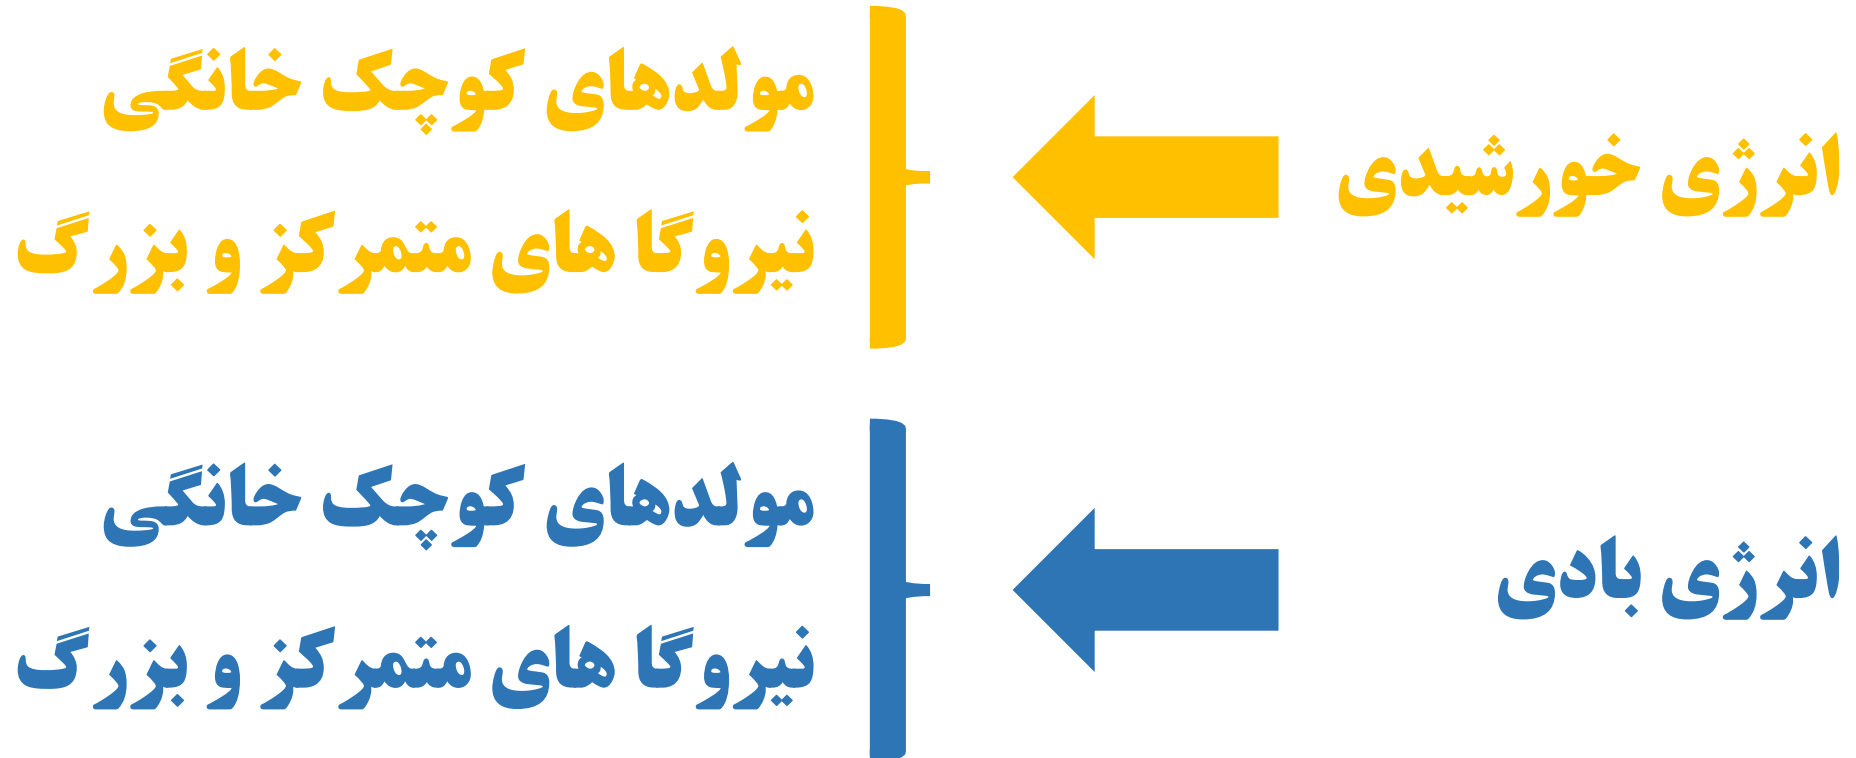 انرژی خورشیدی
مولدهای کوچک خانگی
نیروگا های متمرکز و بزرگ
انرژی بادی
مولدهای کوچک خانگی
نیروگا های متمرکز و بزرگ